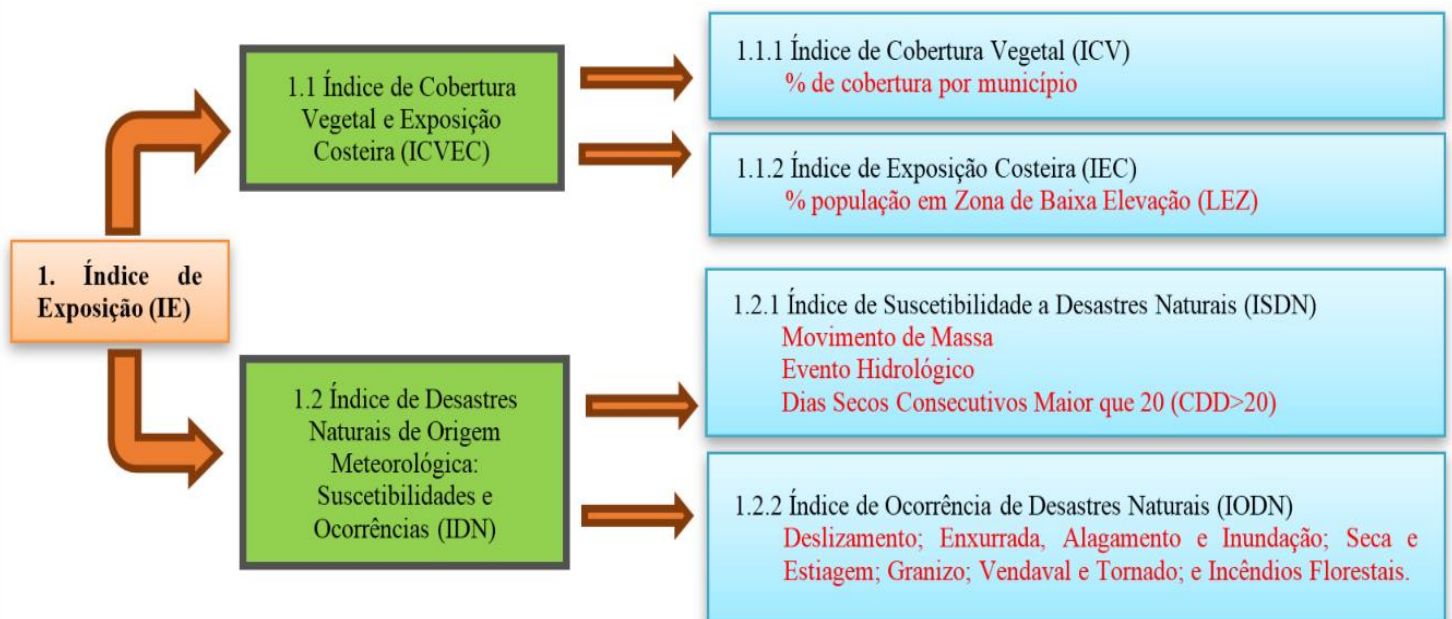 1. Índice de
Exposição (IE)
1.1 Índice de Cobertura
Vegetal e Exposição
Costeira (ICVEC)
1.1.1 Índice de Cobertura Vegetal (ICV)
% de cobertura por município
1.1.2 Índice de Exposição Costeira (IEC)
% população em Zona de Baixa Elevação (LEZ)
1.2 Índice de Desastres
Naturais de Origem
Meteorológica:
Suscetibilidades e
Ocorrências (IDN)
1.2.1 Índice de Suscetibilidade a Desastres Naturais (ISDN)
Movimento de Massa
Evento Hidrológico
Dias Secos Consecutivos Maior que 20 (CDD>20)
1.2.2 Índice de Ocorrência de Desastres Naturais (IODN)
Deslizamento; Enxurrada, Alagamento e Inundação; Seca e
Estiagem; Granizo; Vendaval e Tornado; e Incêndios Florestais.